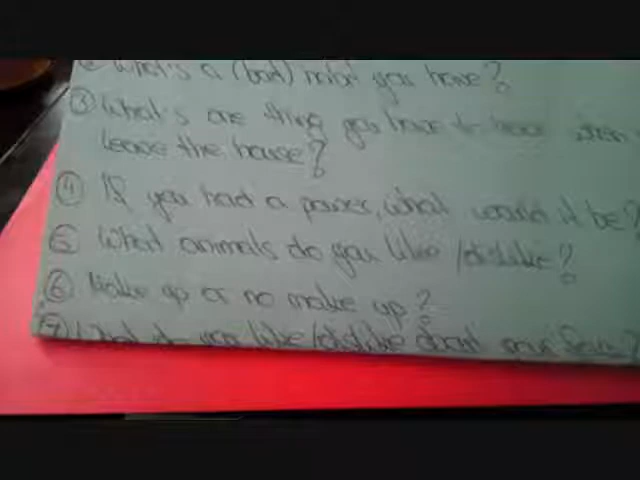 ② What's a (bad) habit you have?
③ What's one thing you have to have when
leave the house?
④ If you had a power, what would it be?
⑤ What animals do you like /dislike?
⑥ Make up or no make up?
⑦ What do you like/dislike about your